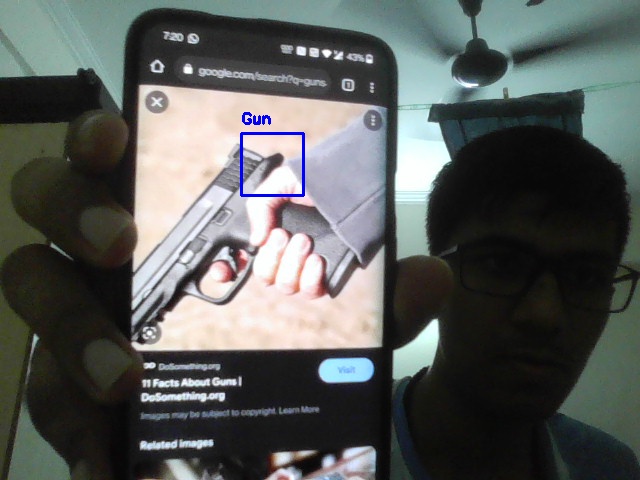 7:20
43%
google.com/search?q=guns
Gun
DoSomething.org
Visit
11 Facts About Guns |
DoSomething.org
Images may be subject to copyright. Learn More
Related images